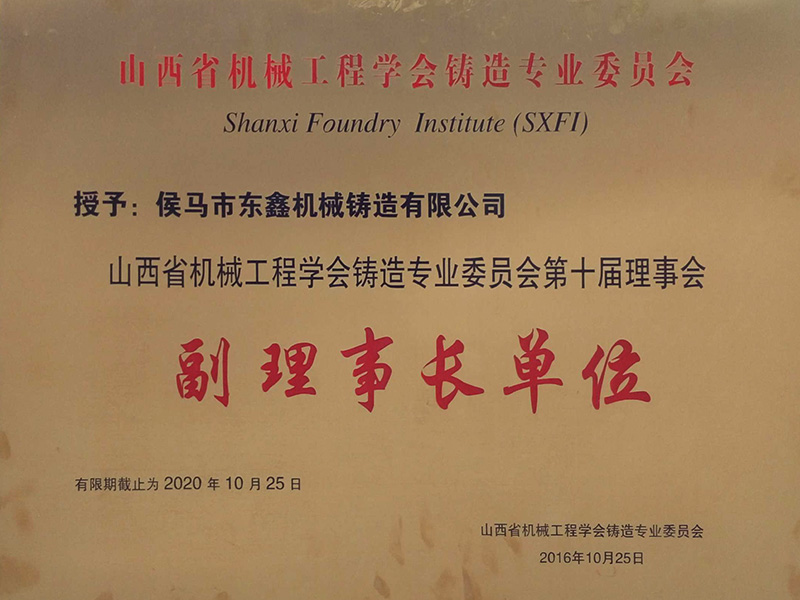 山西省机械工程学会铸造专业委员会
Shanxi Foundry Institute (SXFI)
授予：侯马市东鑫机械铸造有限公司
山西省机械工程学会铸造专业委员会第十届理事会
副理事长单位
有限期截止为 2020 年 10 月 25 日
山西省机械工程学会铸造专业委员会
2016年10月25日